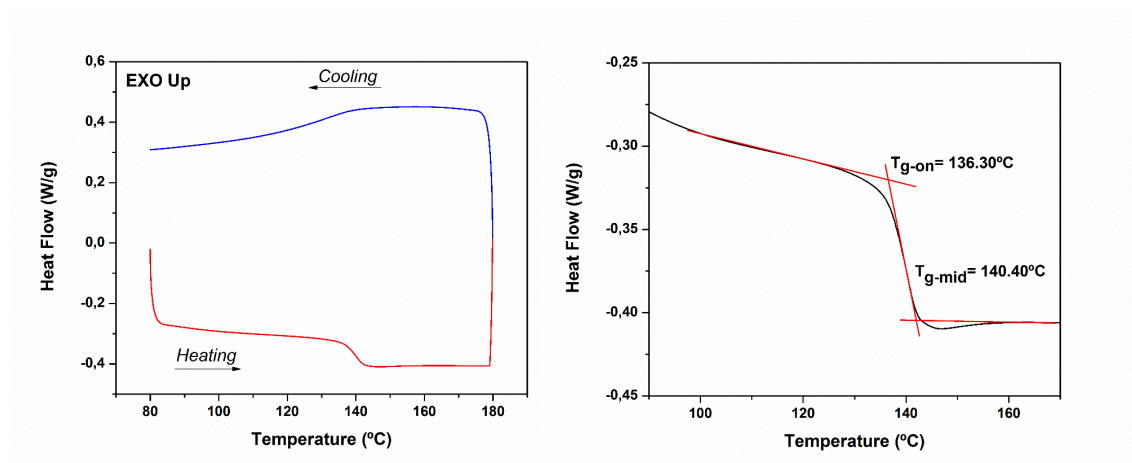 EXO Up
Cooling
Heating
0,6
0,4
0,2
0,0
-0,2
-0,4
80 100 120 140 160 180
Heat Flow (W/g)
Temperature (ºC)
-0,25
-0,30
-0,35
-0,40
-0,45
100 120 140 160
Heat Flow (W/g)
Temperature (ºC)
Tg-on= 136.30ºC
Tg-mid= 140.40ºC